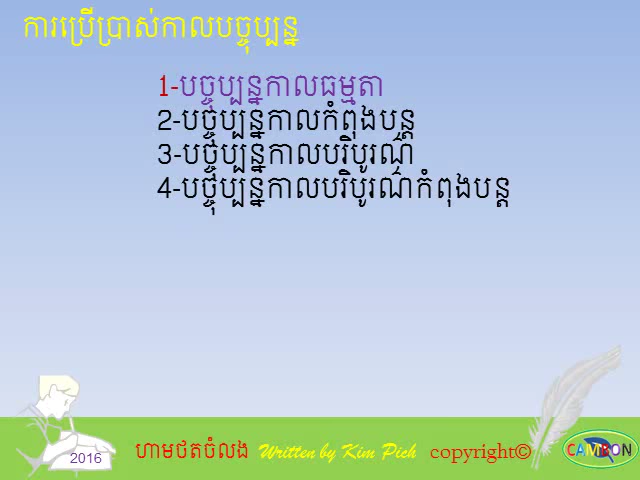 ការប្រើប្រាស់កាលបច្ចុប្បន្ន
1-បច្ចុប្បន្នកាលធម្មតា
2-បច្ចុប្បន្នកាលកំពុងបន្ត
3-បច្ចុប្បន្នកាលបរិបូរណ៌
4-បច្ចុប្បន្នកាលបរិបូរណ៌កំពុងបន្ត
2016 ហាមថតចំលង Written by Kim Pich copyright© CAMBON